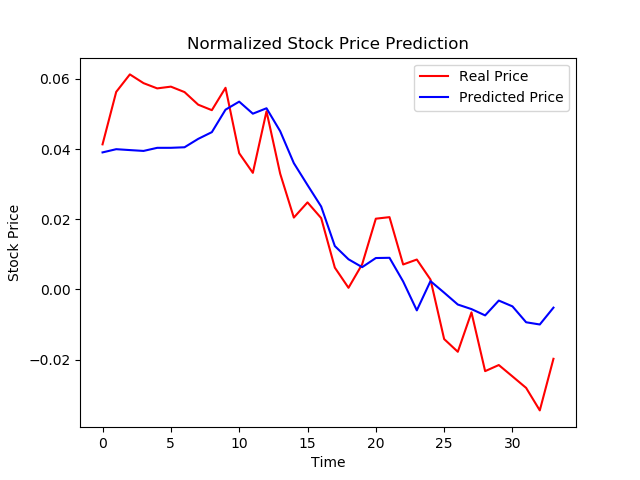 Normalized Stock Price Prediction
Real Price
Predicted Price
0.06
0.04
0.02
0.00
−0.02
Stock Price
0 5 10 15 20 25 30
Time